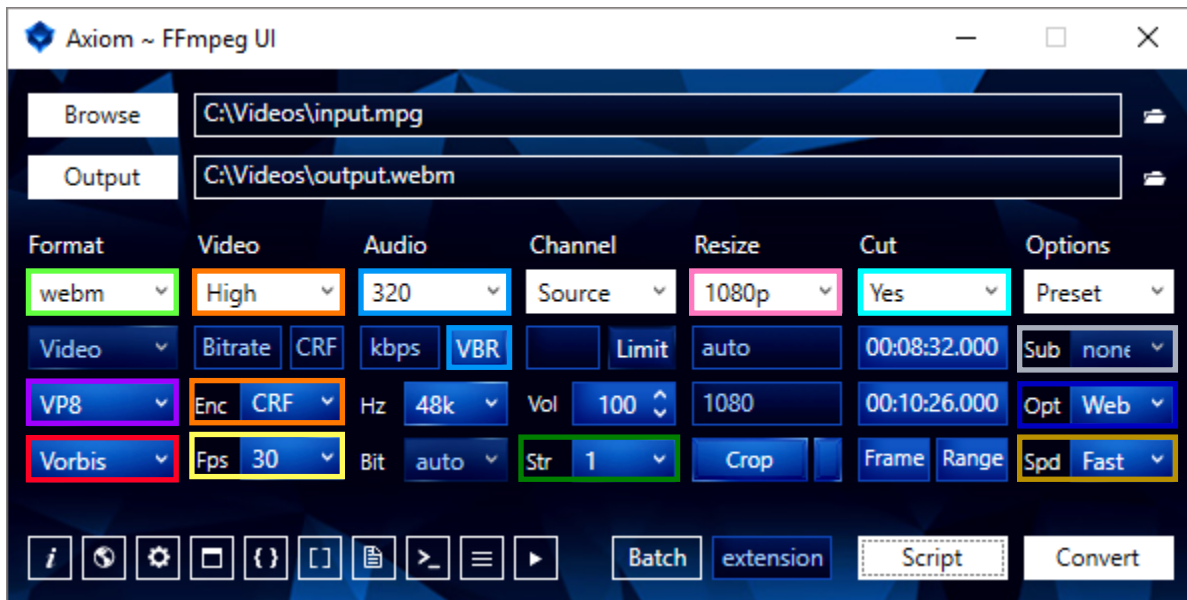 Axiom ~ FFmpeg UI
Browse C:\Videos\input.mpg
Output C:\Videos\output.webm
Format Video Audio Channel Resize Cut Options
webm High 320 Source 1080p Yes Preset
Video Bitrate CRF kbps VBR Limit auto 00:08:32.000 Sub none
VP8 Enc CRF Hz 48k Vol 100 1080 00:10:26.000 Opt Web
Vorbis Fps 30 Bit auto Str 1 Crop Frame Range Spd Fast
Batch extension Script Convert